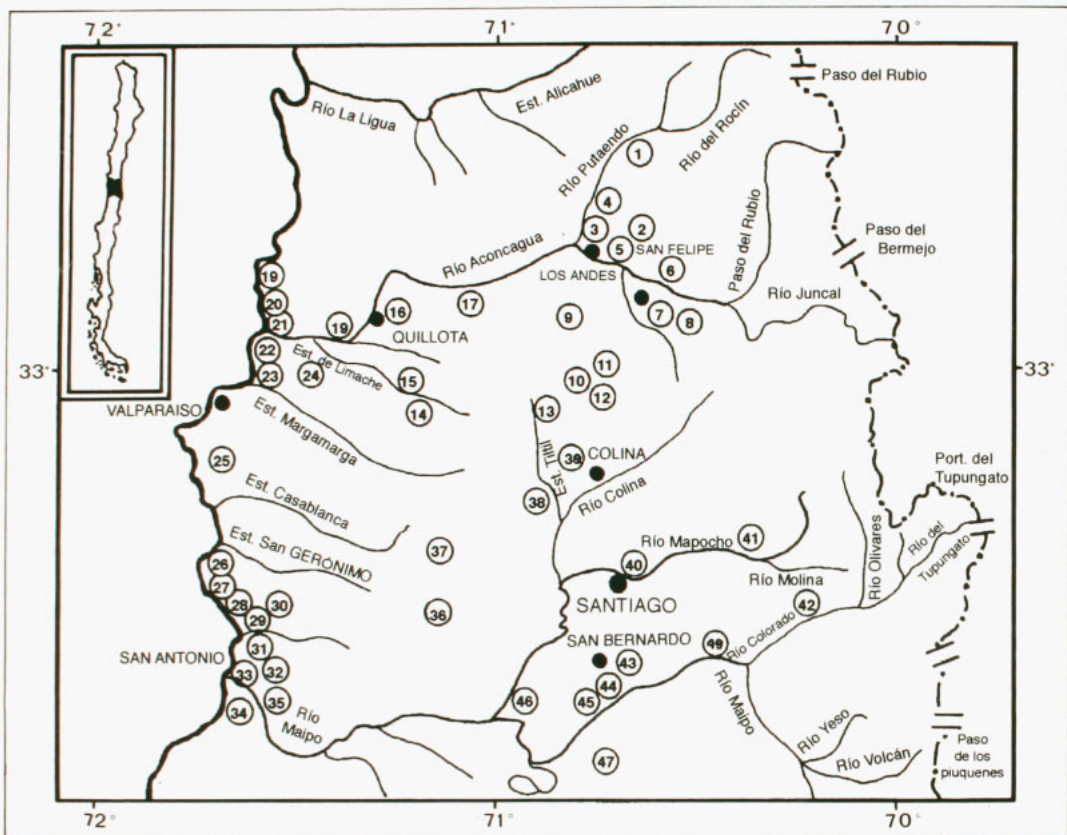 72°
71°
70°
Paso del Rubio
Río La Ligua
Est. Alicahue
Río Putaendo
Río del Rocín
1
4
3
2
5
SAN FELIPE
6
Paso del Rubio
Paso del
Bermejo
Río Aconcagua
LOS ANDES
Río Juncal
19
20
21
19
16
17
QUILLOTA
9
7
8
33°
33°
22
23
24
Est. de Limache
15
14
11
10
12
13
VALPARAISO
Est. Margamarga
25
Est. Tiltil
39
COLINA
38
Río Colina
Port. del
Tupungato
Est. Casablanca
Est. San GERÓNIMO
37
Río Mapocho
41
40
Río Molina
Río Olivares
Río del
Tupungato
26
27
28
30
29
36
SANTIAGO
42
SAN BERNARDO
Río Colorado
31
SAN ANTONIO
33
32
34
35
Río
Maipo
43
44
45
46
49
Río Maipo
Río Yeso
Río Volcán
47
Paso
de los
piuquenes
72°
71°
70°